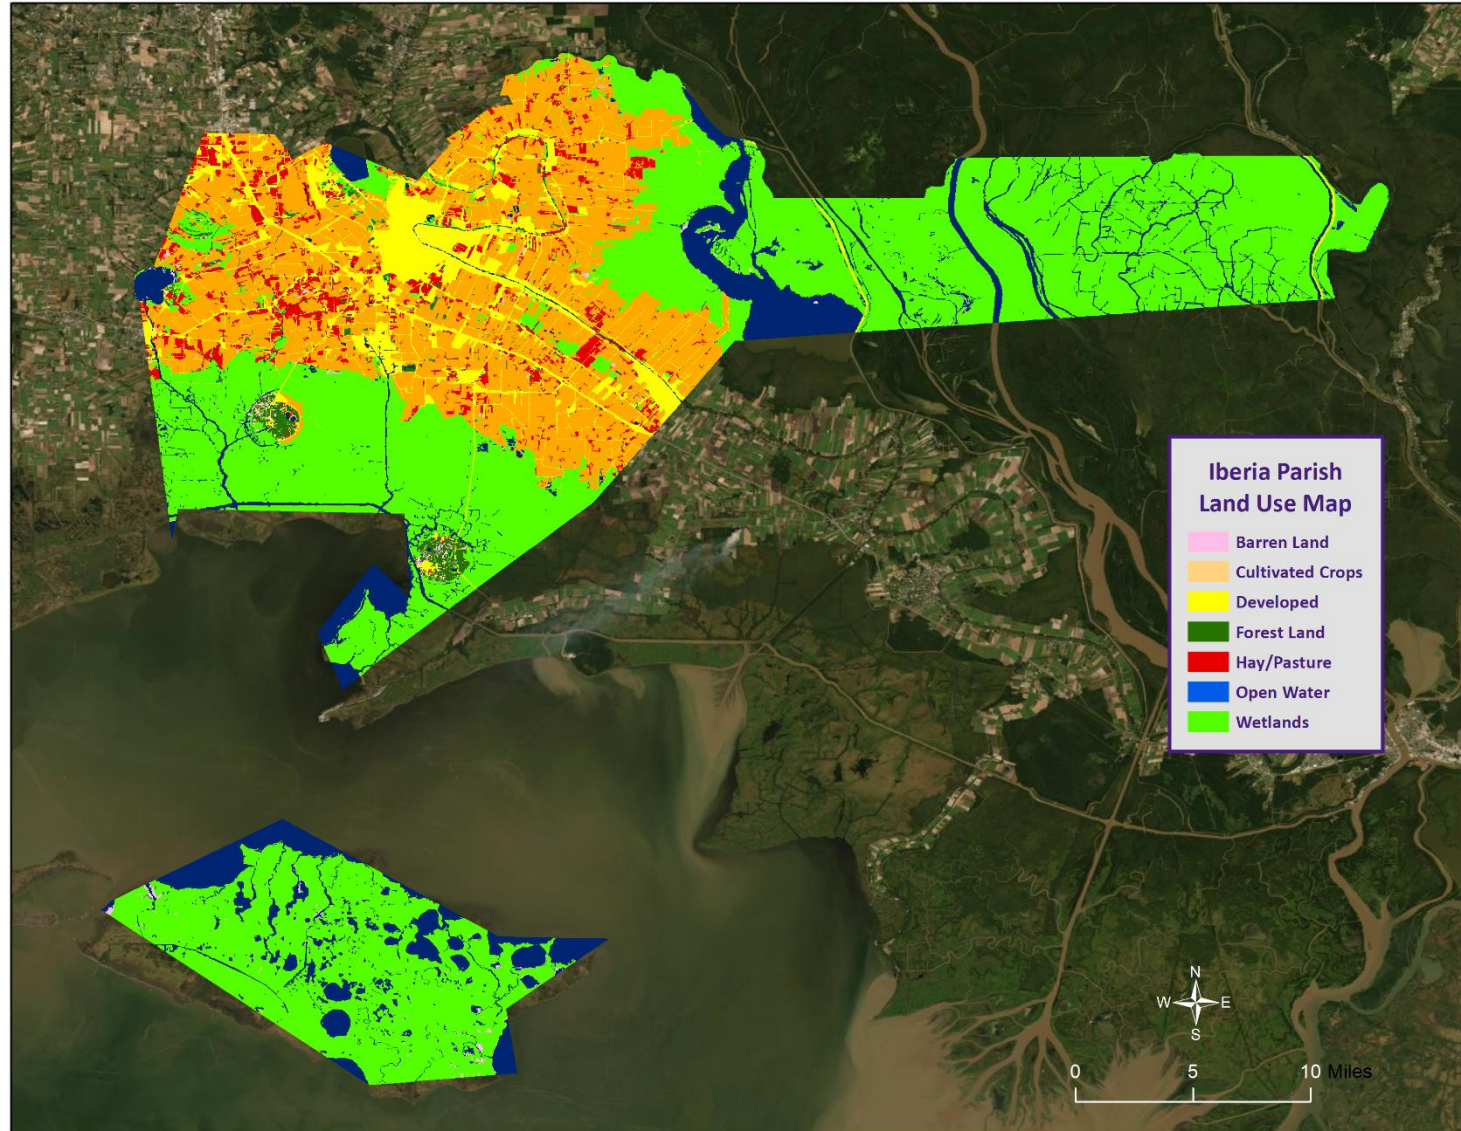 Iberia Parish
Land Use Map
Barren Land
Cultivated Crops
Developed
Forest Land
Hay/Pasture
Open Water
Wetlands
N
W E
S
0 5 10 Miles